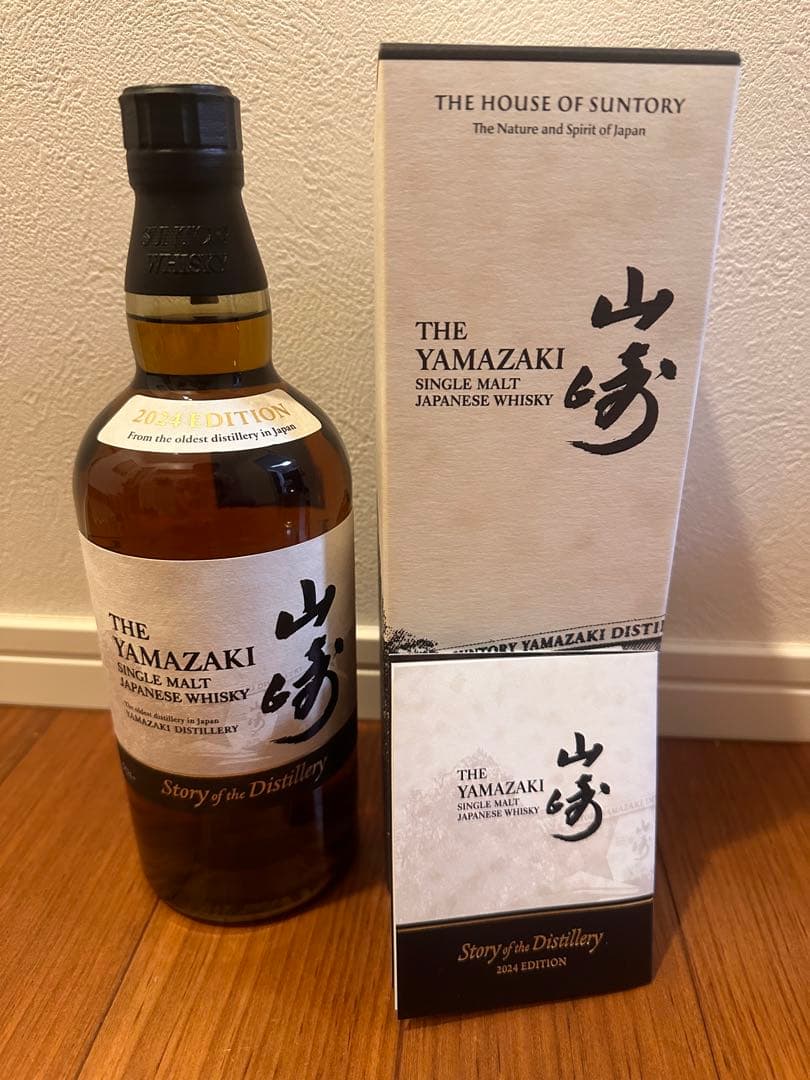 SUNTORY
WHISKY
2024 EDITION
From the oldest distillery in Japan
THE
YAMAZAKI
SINGLE MALT
JAPANESE WHISKY
山崎
The oldest distillery in Japan
YAMAZAKI DISTILLERY
Story of the Distillery
THE HOUSE OF SUNTORY
The Nature and Spirit of Japan
THE
YAMAZAKI
SINGLE MALT
JAPANESE WHISKY
山崎
SUNTORY YAMAZAKI DISTI
THE
YAMAZAKI
SINGLE MALT
JAPANESE WHISKY
山崎
YAMAZAKI DI
Story of the Distillery
2024 EDITION